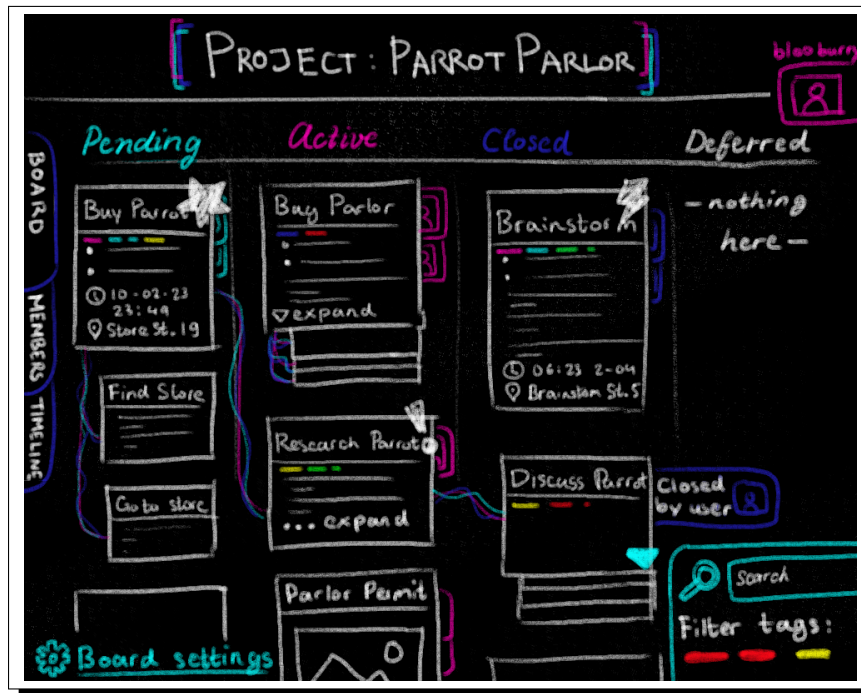 PROJECT: PARROT PARLOR
blooburry
BOARD
MEMBERS
TIMELINE
Pending
Buy Parrot
10-02-23
23:49
Store St. 19
Find Store
Go to store
Board settings
Active
Buy Parlor
expand
Research Parrot
... expand
Parlor Permit
Closed
Brainstorm
06:23 2-04
Brainstom St. 5
Discuss Parrot
Closed
by user
Deferred
- nothing
here -
Search
Filter tags: